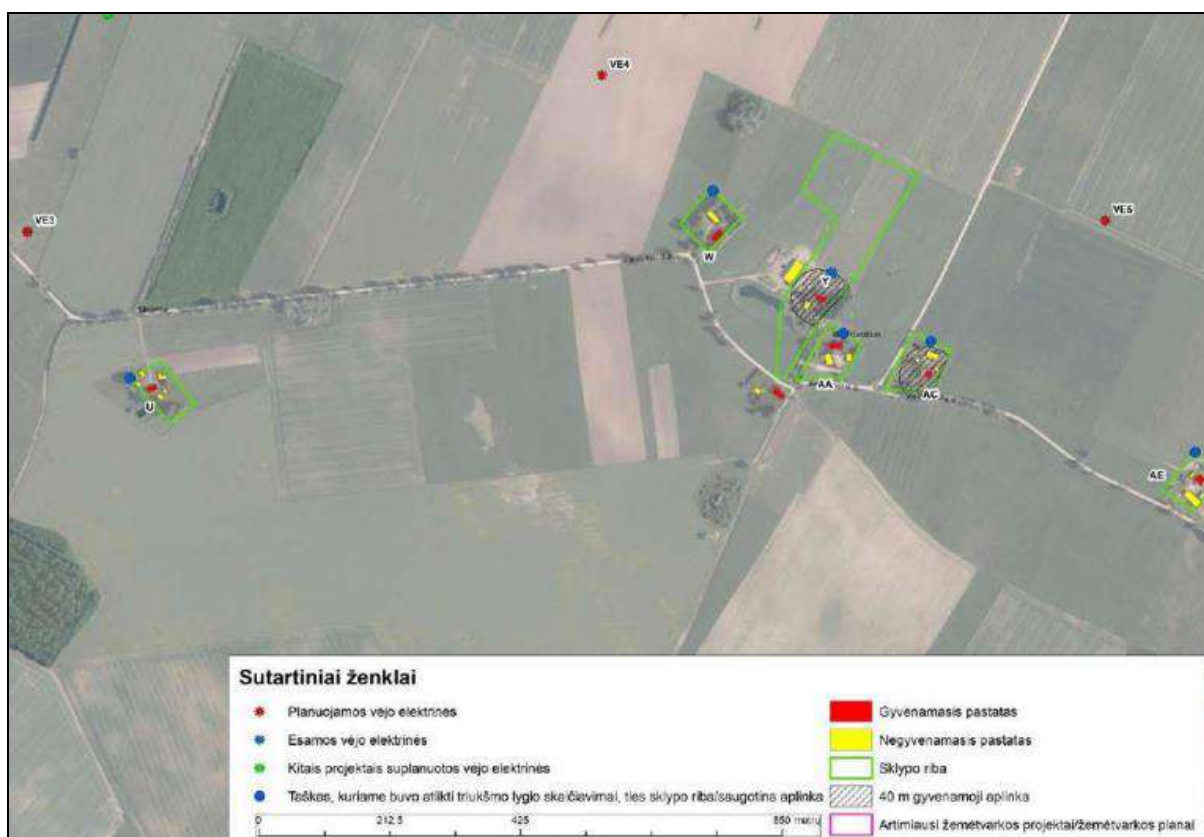 VE4
VE3
VE5
W
Y
U
AA
AC
AE
Sutartiniai ženklai
Planuojamos vėjo elektrinės
Esamos vėjo elektrinės
Kitais projektais suplanuotos vėjo elektrinės
Taškas, kuriame buvo atlikti triukšmo lygio skaičiavimai, ties sklypo riba/saugotina aplinka
0 212,5 425 850 metrų
Gyvenamasis pastatas
Negyvenamasis pastatas
Sklypo riba
40 m gyvenamoji aplinka
Artimiausi žemėtvarkos projektai/žemėtvarkos planai